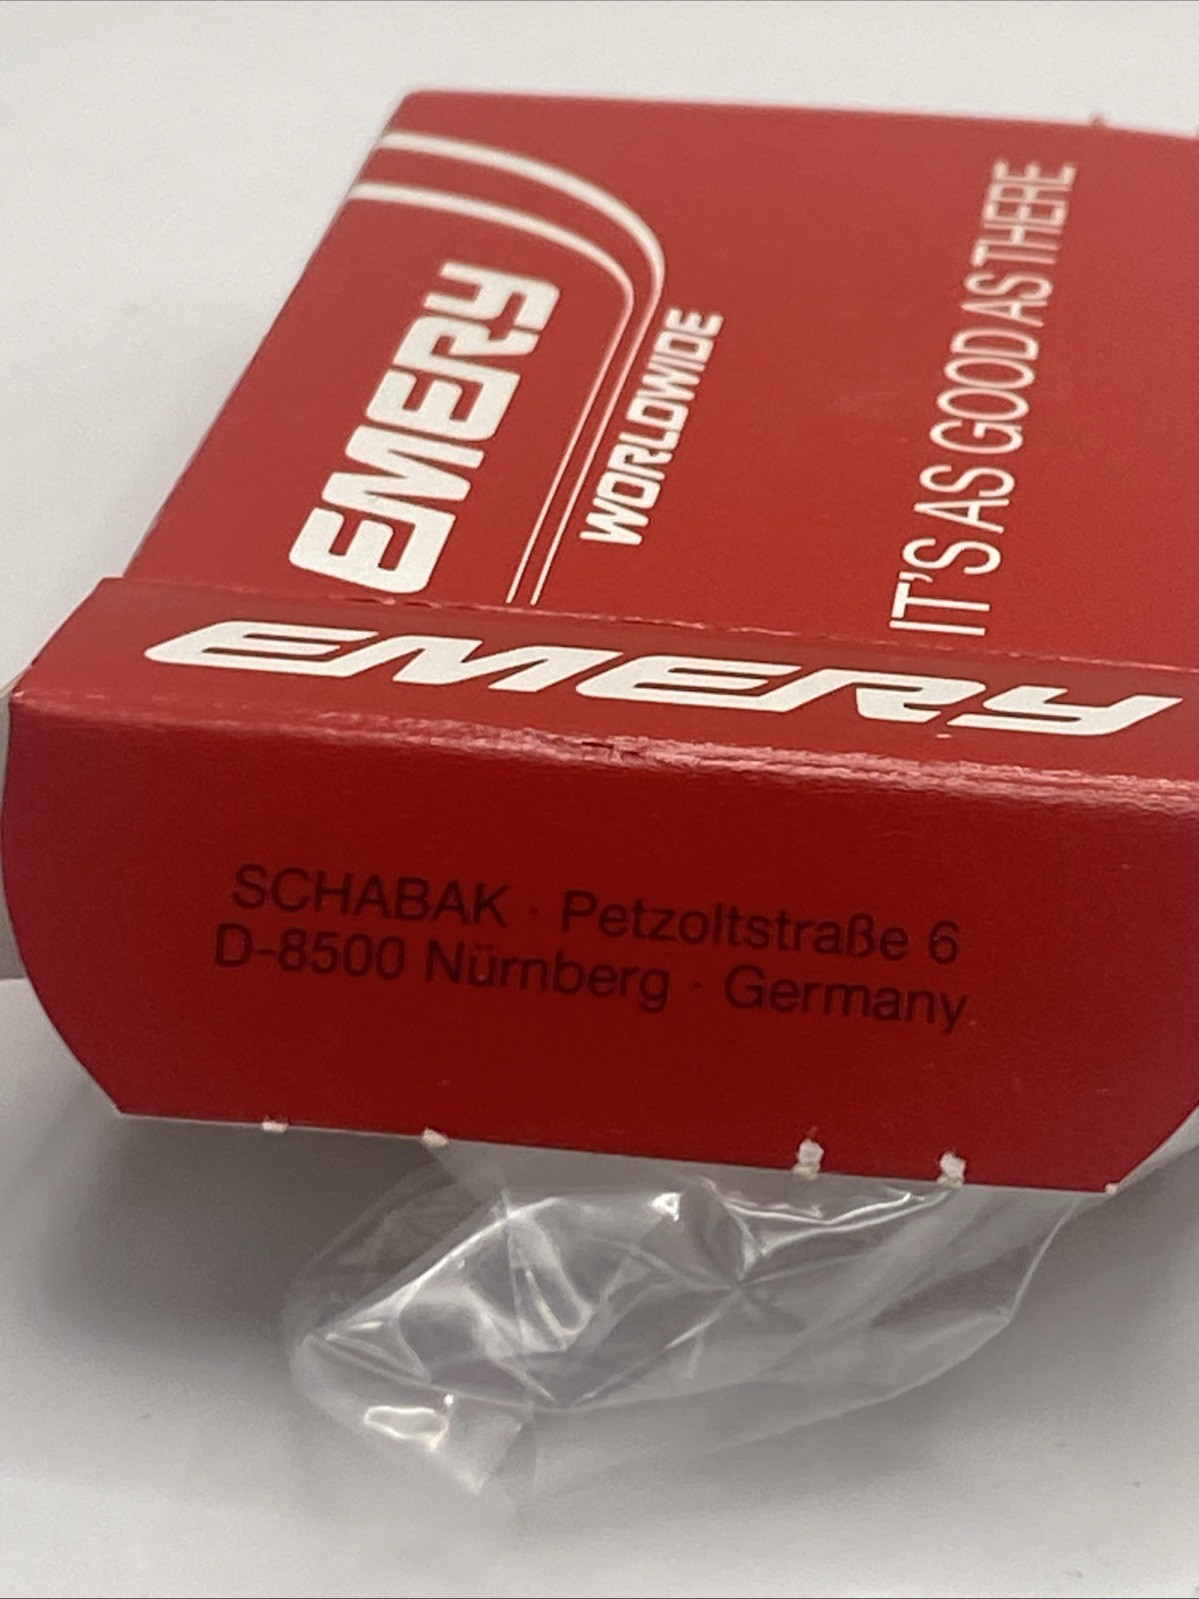 EMERY
WORLDWIDE
IT'S AS GOOD AS THERE
EMERY
SCHABAK · Petzoltstraße 6
D-8500 Nürnberg · Germany